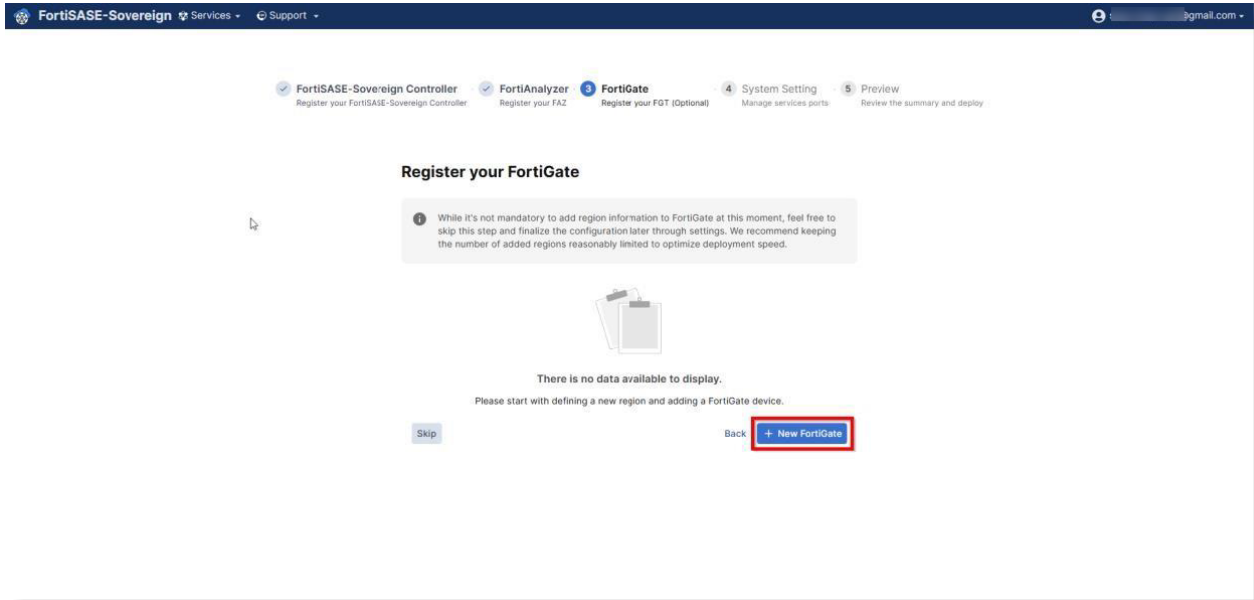 FortiSASE-Sovereign Services Support @gmail.com
FortiSASE-Sovereign Controller FortiAnalyzer 3 FortiGate 4 System Setting 5 Preview
Register your FortiSASE-Sovereign Controller Register your FAZ Register your FGT (Optional) Manage services ports Review the summary and deploy
Register your FortiGate
While it's not mandatory to add region information to FortiGate at this moment, feel free to
skip this step and finalize the configuration later through settings. We recommend keeping
the number of added regions reasonably limited to optimize deployment speed.
There is no data available to display.
Please start with defining a new region and adding a FortiGate device.
Skip Back + New FortiGate